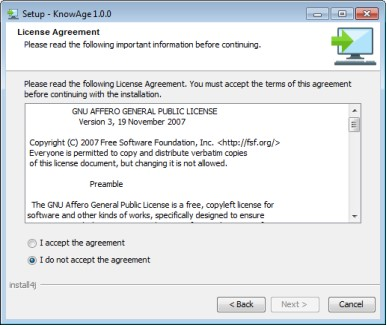 Setup - KnowAge 1.0.0
License Agreement
Please read the following important information before continuing.
Please read the following License Agreement. You must accept the terms of this agreement
before continuing with the installation.
GNU AFFERO GENERAL PUBLIC LICENSE
Version 3, 19 November 2007
Copyright (C) 2007 Free Software Foundation, Inc. <http://fsf.org/>
Everyone is permitted to copy and distribute verbatim copies
of this license document, but changing it is not allowed.
Preamble
The GNU Affero General Public License is a free, copyleft license for
software and other kinds of works, specifically designed to ensure
I accept the agreement
I do not accept the agreement
install4j
< Back
Next >
Cancel